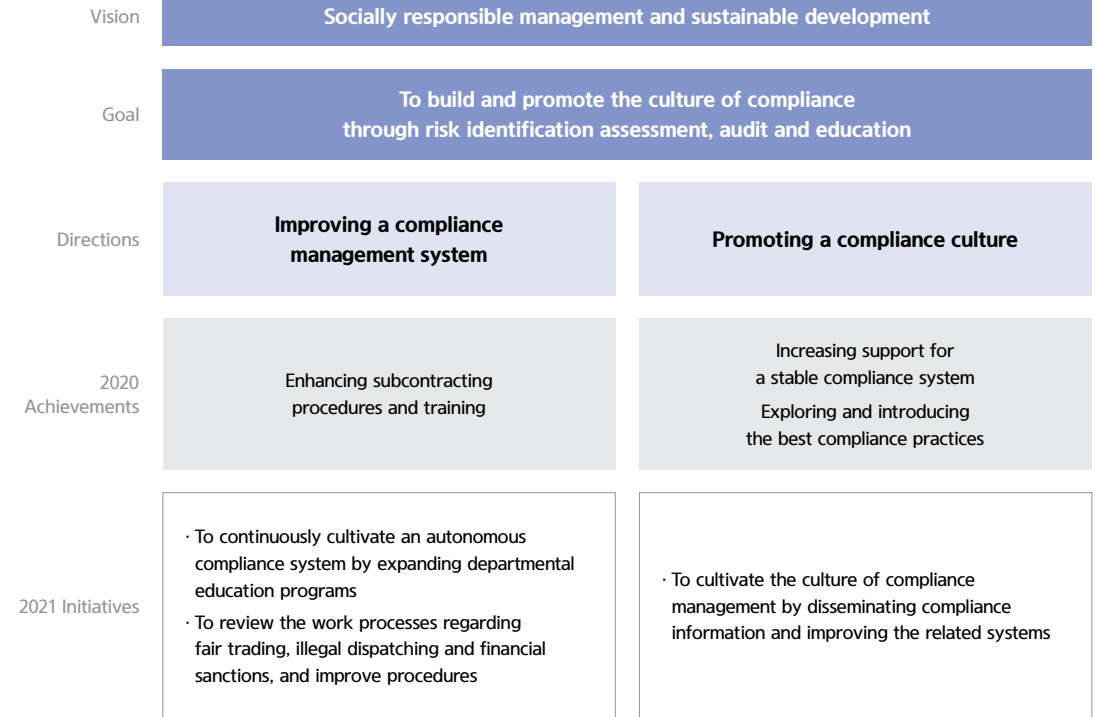 Vision
Socially responsible management and sustainable development
Goal
To build and promote the culture of compliance
through risk identification assessment, audit and education
Directions
Improving a compliance
management system
Promoting a compliance culture
2020
Achievements
Enhancing subcontracting
procedures and training
Increasing support for
a stable compliance system
Exploring and introducing
the best compliance practices
2021 Initiatives
· To continuously cultivate an autonomous
compliance system by expanding departmental
education programs
· To review the work processes regarding
fair trading, illegal dispatching and financial
sanctions, and improve procedures
· To cultivate the culture of compliance
management by disseminating compliance
information and improving the related systems